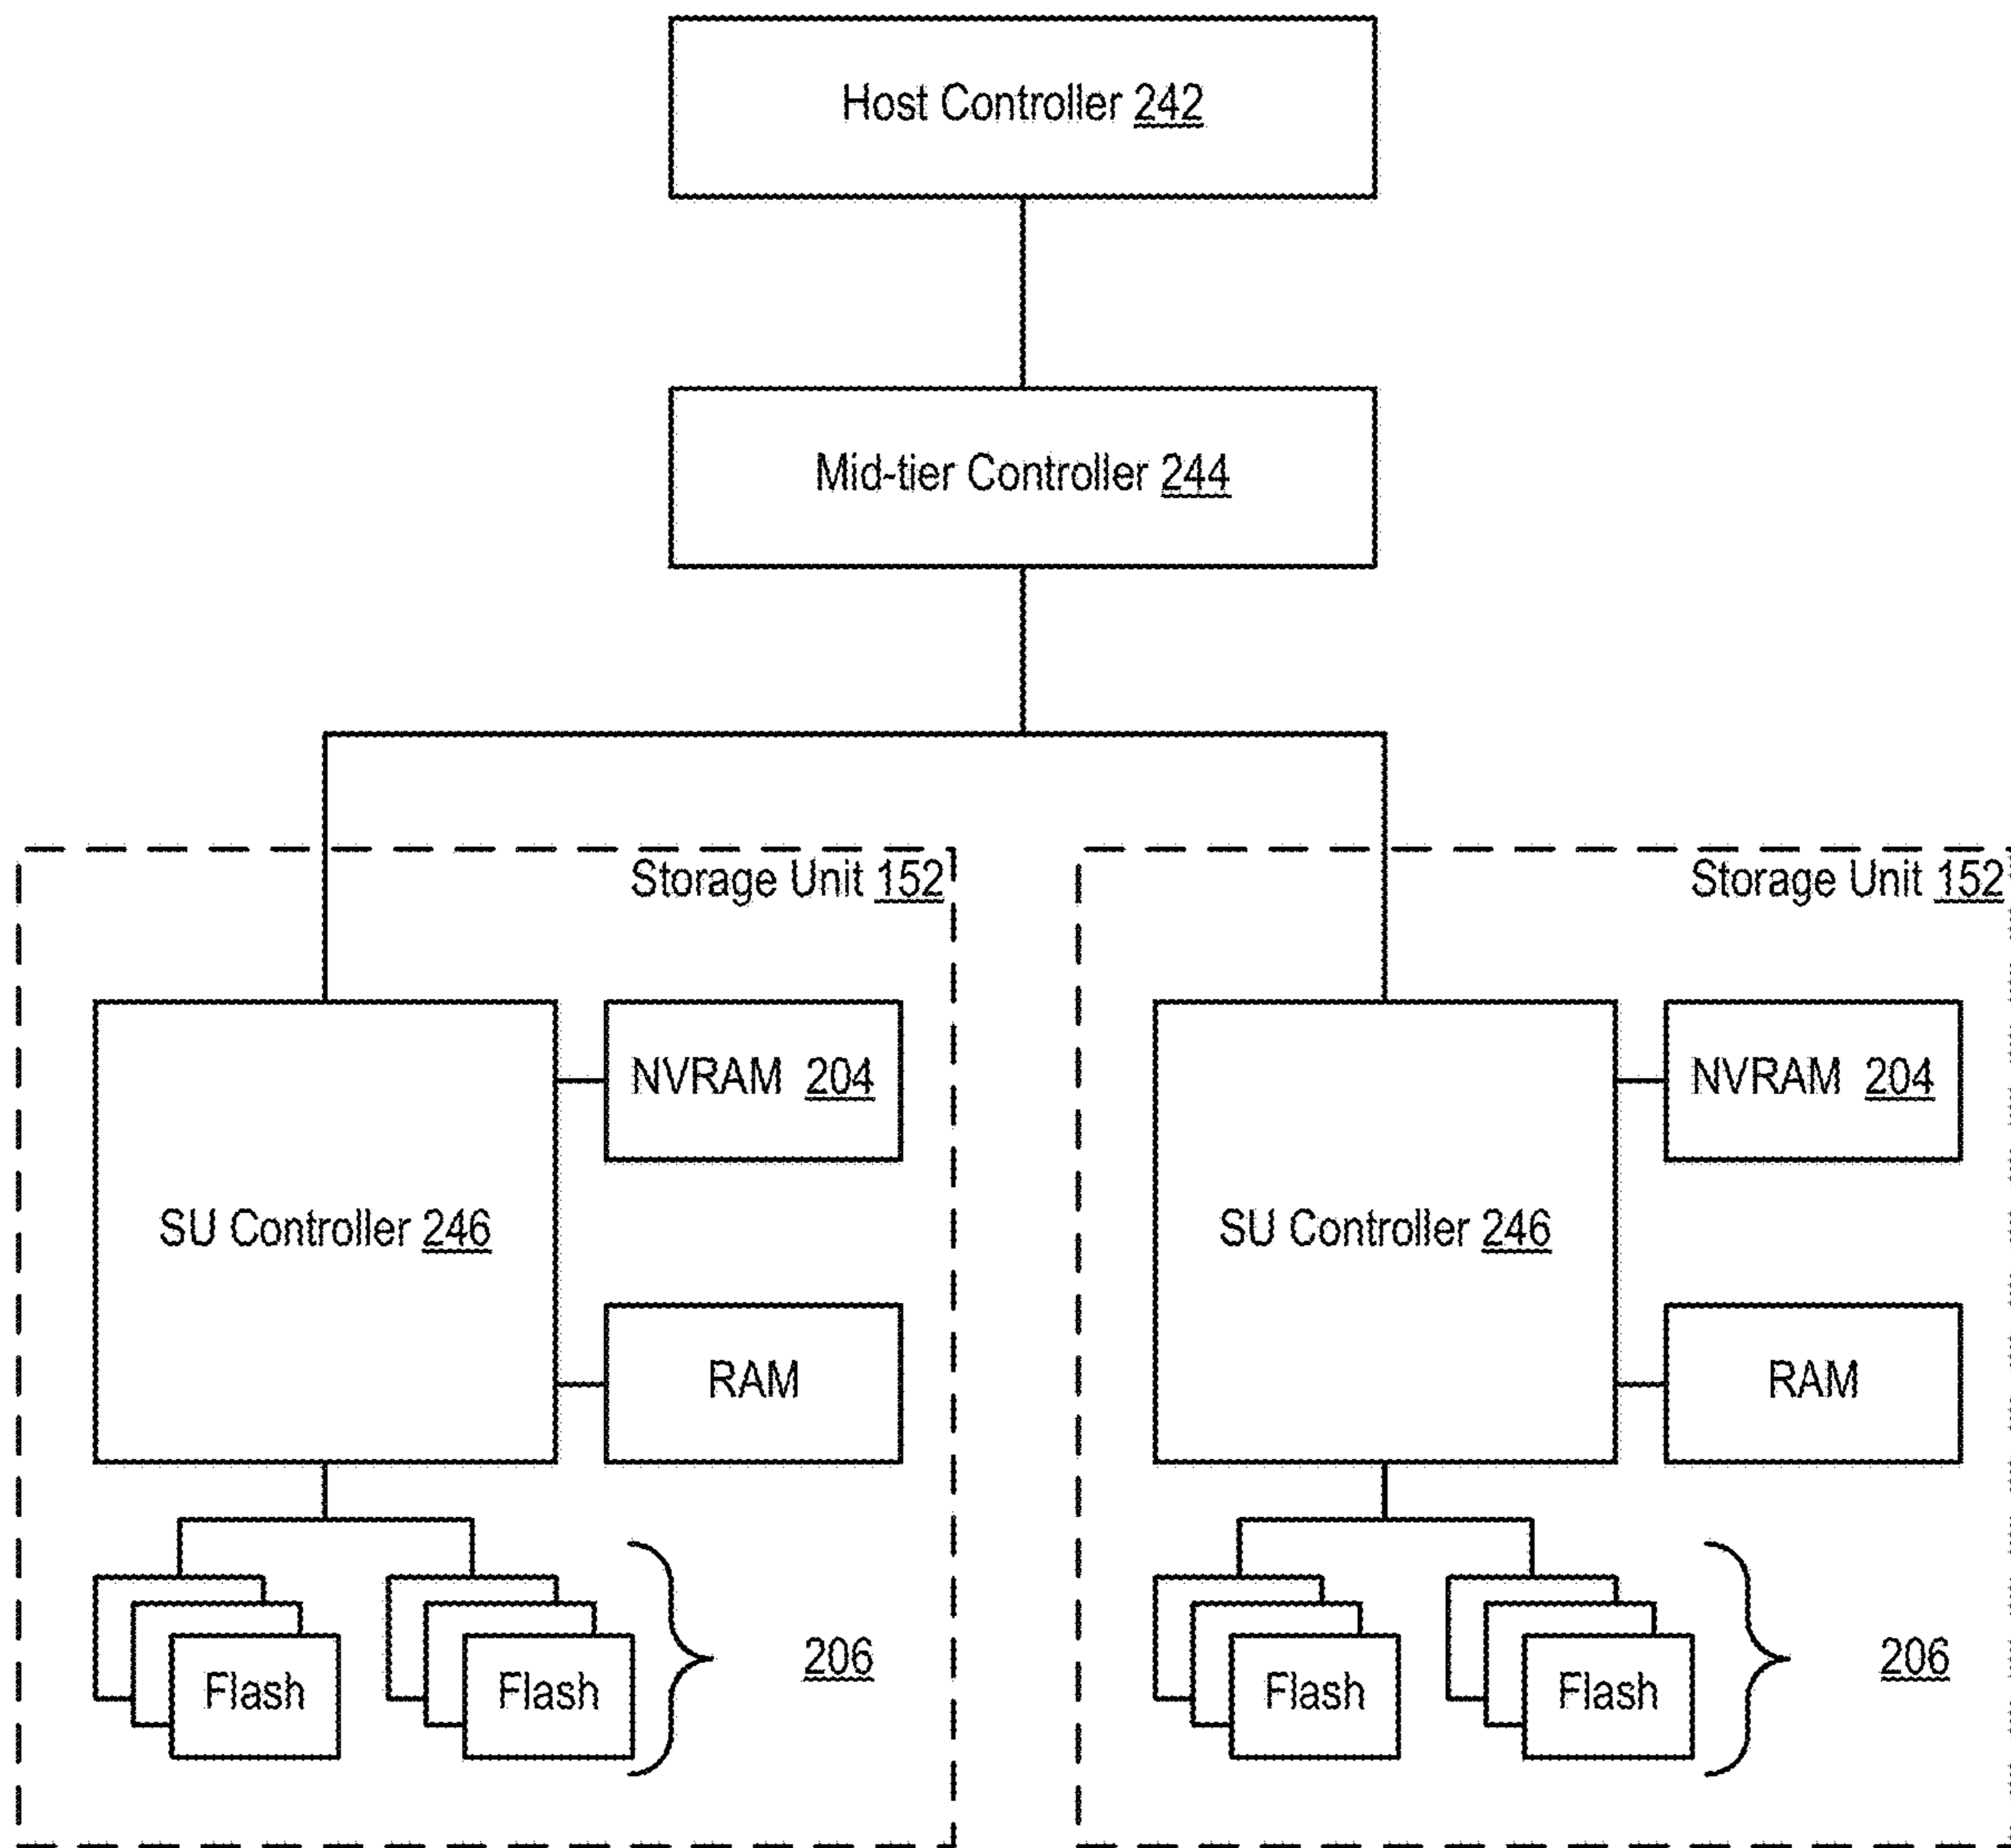 Host Controller 242
Mid-tier Controller 244
Storage Unit 152
SU Controller 246
NVRAM 204
RAM
Flash
Flash
206
Storage Unit 152
SU Controller 246
NVRAM 204
RAM
Flash
Flash
206